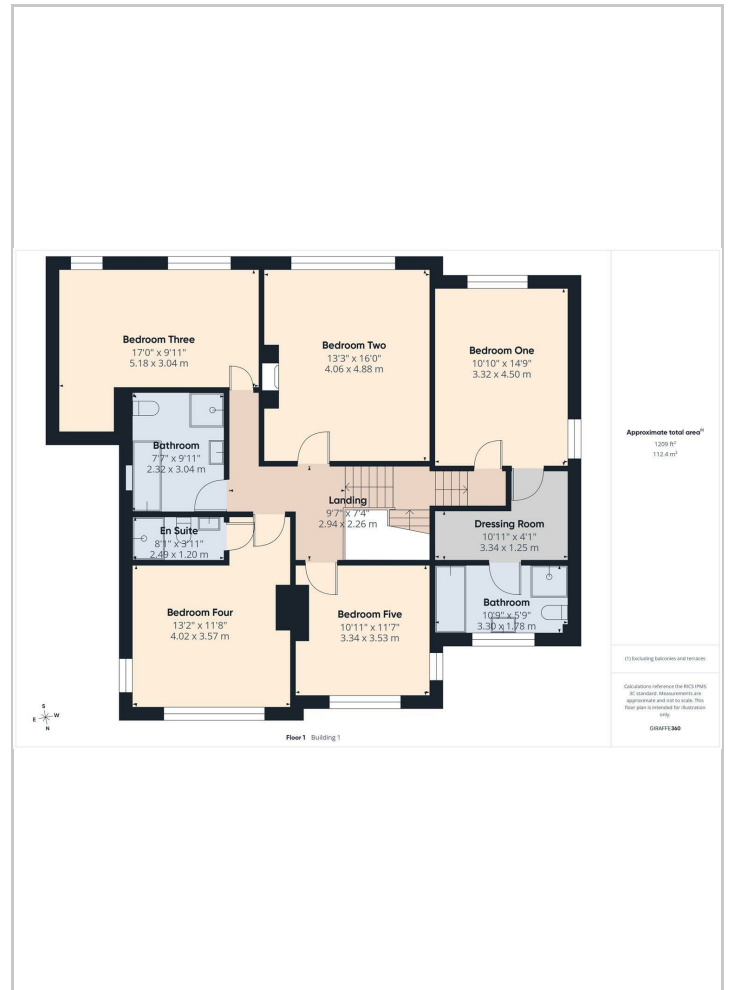 Bedroom Three
17'0" x 9'11"
5.18 x 3.04 m
Bedroom Two
13'3" x 16'0"
4.06 x 4.88 m
Bedroom One
10'10" x 14'9"
3.32 x 4.50 m
Bathroom
7'7" x 9'11"
2.32 x 3.04 m
Landing
9'7" x 7'4"
2.94 x 2.26 m
En Suite
8'1" x 3'11"
2.49 x 1.20 m
Dressing Room
10'11" x 4'1"
3.34 x 1.25 m
Bedroom Four
13'2" x 11'8"
4.02 x 3.57 m
Bedroom Five
10'11" x 11'7"
3.34 x 3.53 m
Bathroom
10'9" x 5'9"
3.30 x 1.78 m
S
E W
N
Floor 1 Building 1
Approximate total area⁽¹⁾
1209 ft²
112.4 m²
(1) Excluding balconies and terraces
Calculations reference the RICS IPMS
3C standard. Measurements are
approximate and not to scale. This
floor plan is intended for illustration
only.
GIRAFFE360